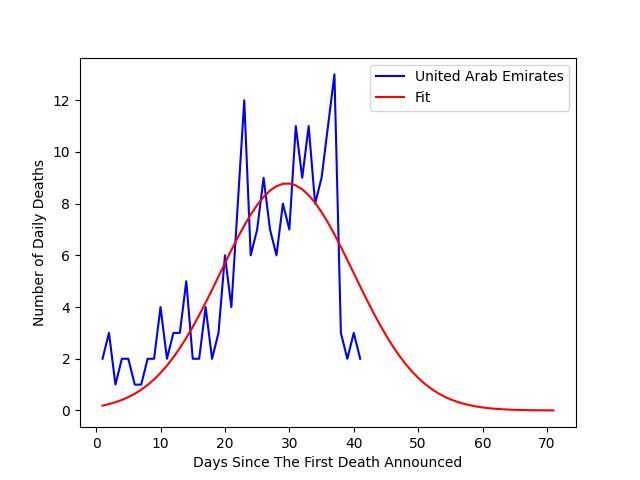 United Arab Emirates
Fit
Number of Daily Deaths
12
10
8
6
4
2
0
0 10 20 30 40 50 60 70
Days Since The First Death Announced